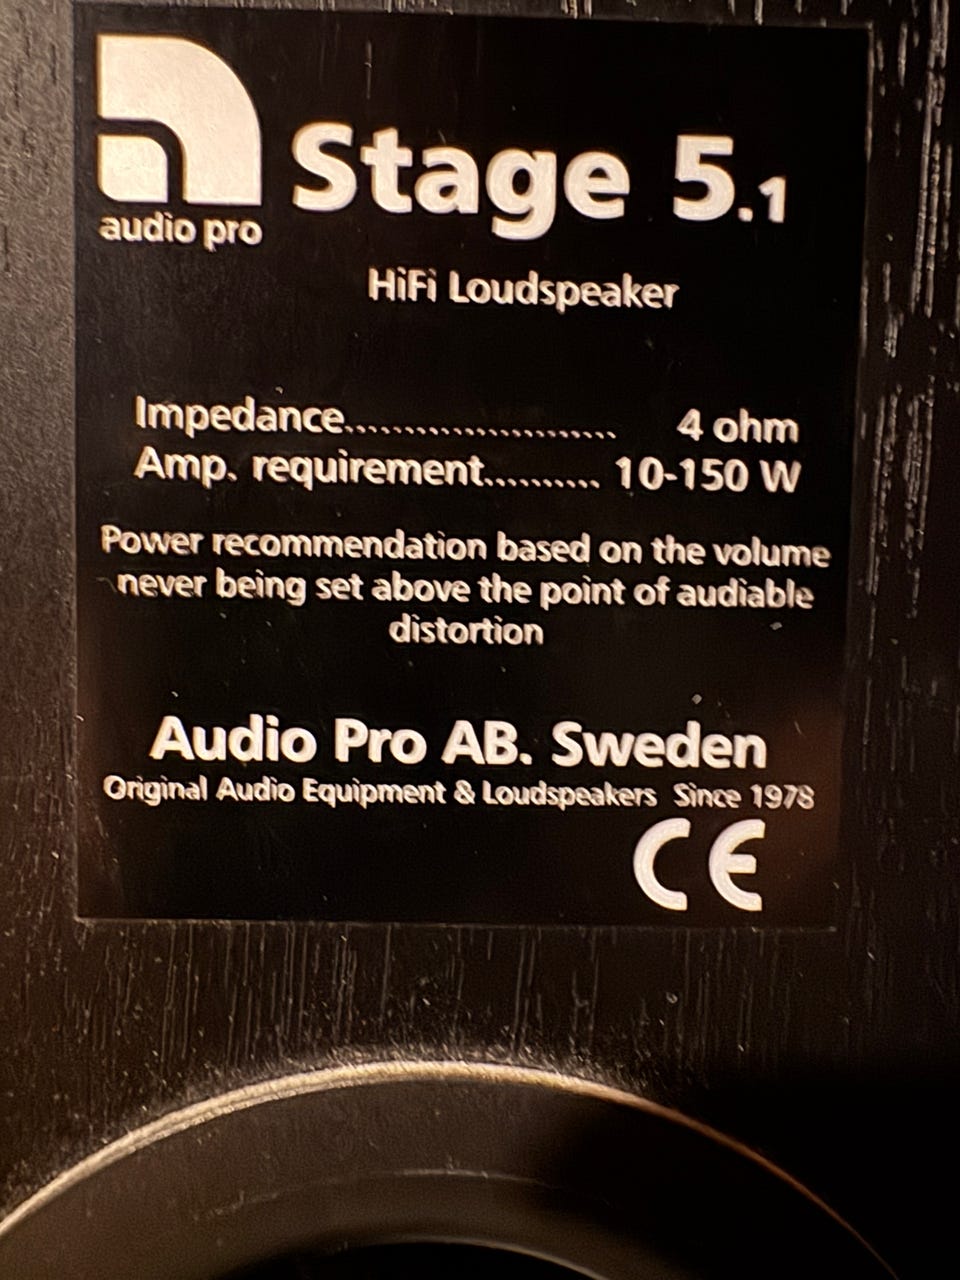 audio pro
Stage 5.1
HiFi Loudspeaker
Impedance....................... 4 ohm
Amp. requirement.......... 10-150 W
Power recommendation based on the volume
never being set above the point of audiable
distortion
Audio Pro AB. Sweden
Original Audio Equipment & Loudspeakers Since 1978
CE